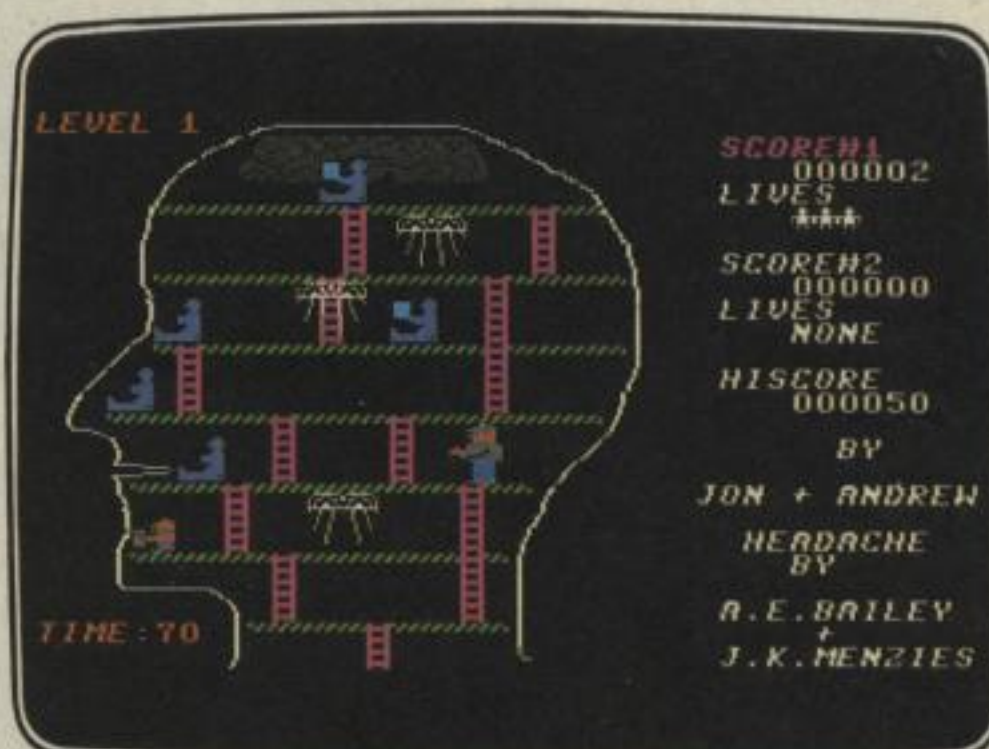 LEVEL 1
SCORE#1
000002
LIVES
SCORE#2
000000
LIVES
NONE
HISCORE
000050
BY
JON + ANDREW
HEADACHE
BY
A.E.BAILEY
+
J.K.MENZIES
TIME:70